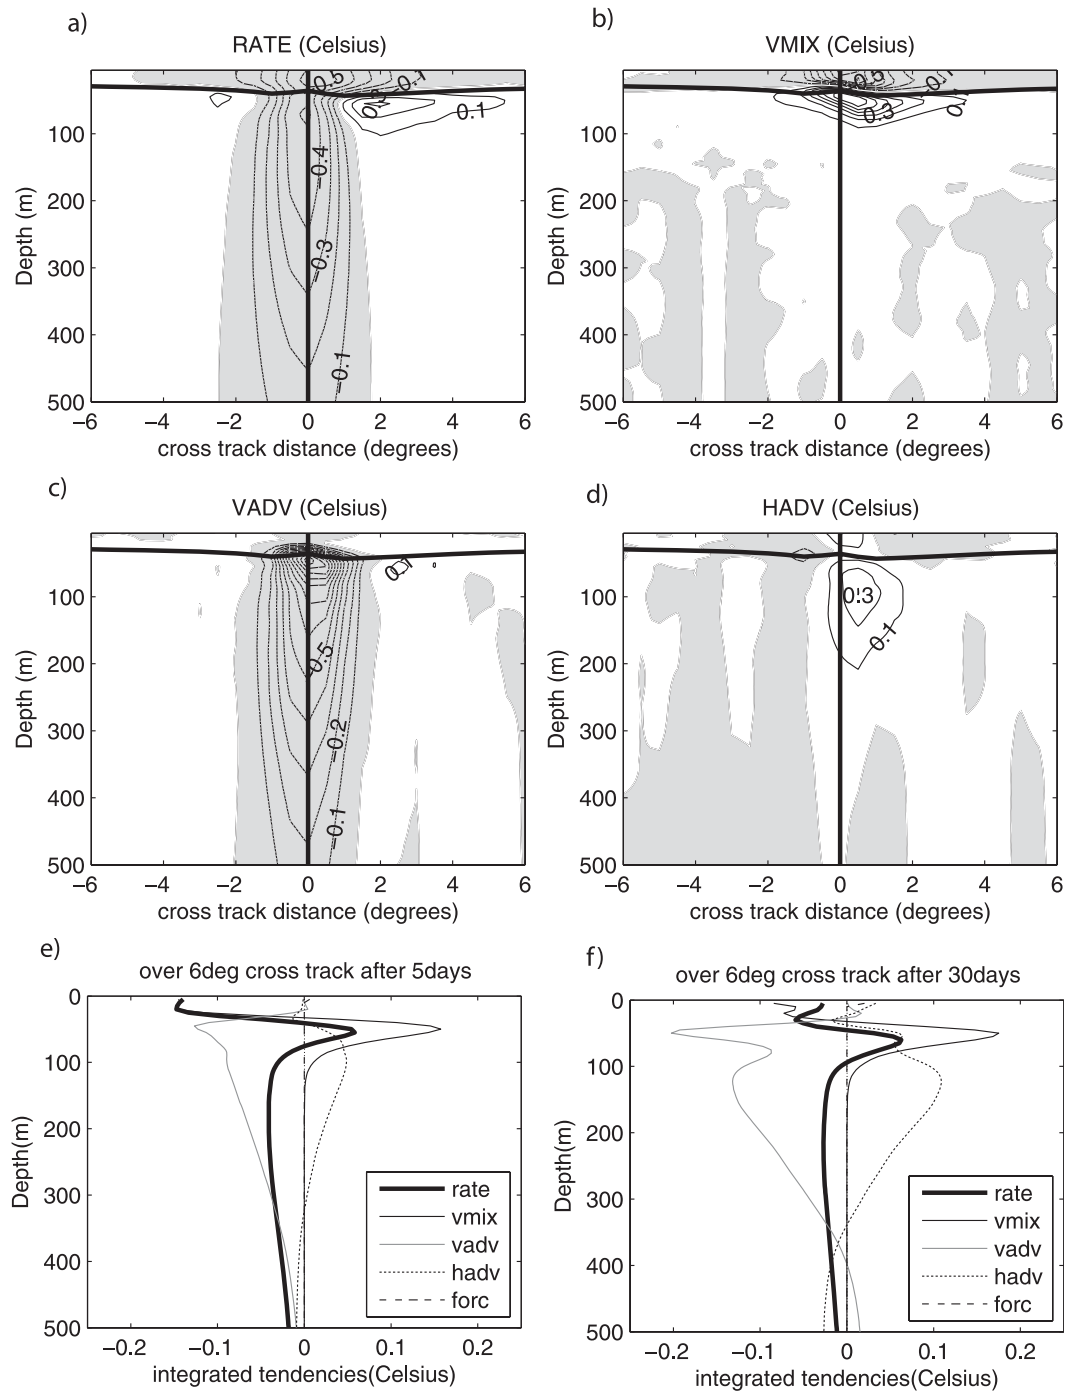 a)
RATE (Celsius)
−0.5
−0.1
0.1
−0.4
−0.3
−0.1
100
200
300
400
500
Depth (m)
−6 −4 −2 0 2 4 6
cross track distance (degrees)
b)
VMIX (Celsius)
−0.5
−0.1
0.3
0.1
100
200
300
400
500
Depth (m)
−6 −4 −2 0 2 4 6
cross track distance (degrees)
c)
VADV (Celsius)
0.1
−0.5
−0.2
−0.1
100
200
300
400
500
Depth (m)
−6 −4 −2 0 2 4 6
cross track distance (degrees)
d)
HADV (Celsius)
0.3
0.1
100
200
300
400
500
Depth (m)
−6 −4 −2 0 2 4 6
cross track distance (degrees)
e)
over 6deg cross track after 5days
0
100
200
300
400
500
Depth(m)
rate
vmix
vadv
hadv
forc
−0.2 −0.1 0 0.1 0.2
integrated tendencies(Celsius)
f)
over 6deg cross track after 30days
0
100
200
300
400
500
Depth(m)
rate
vmix
vadv
hadv
forc
−0.2 −0.1 0 0.1 0.2
integrated tendencies(Celsius)